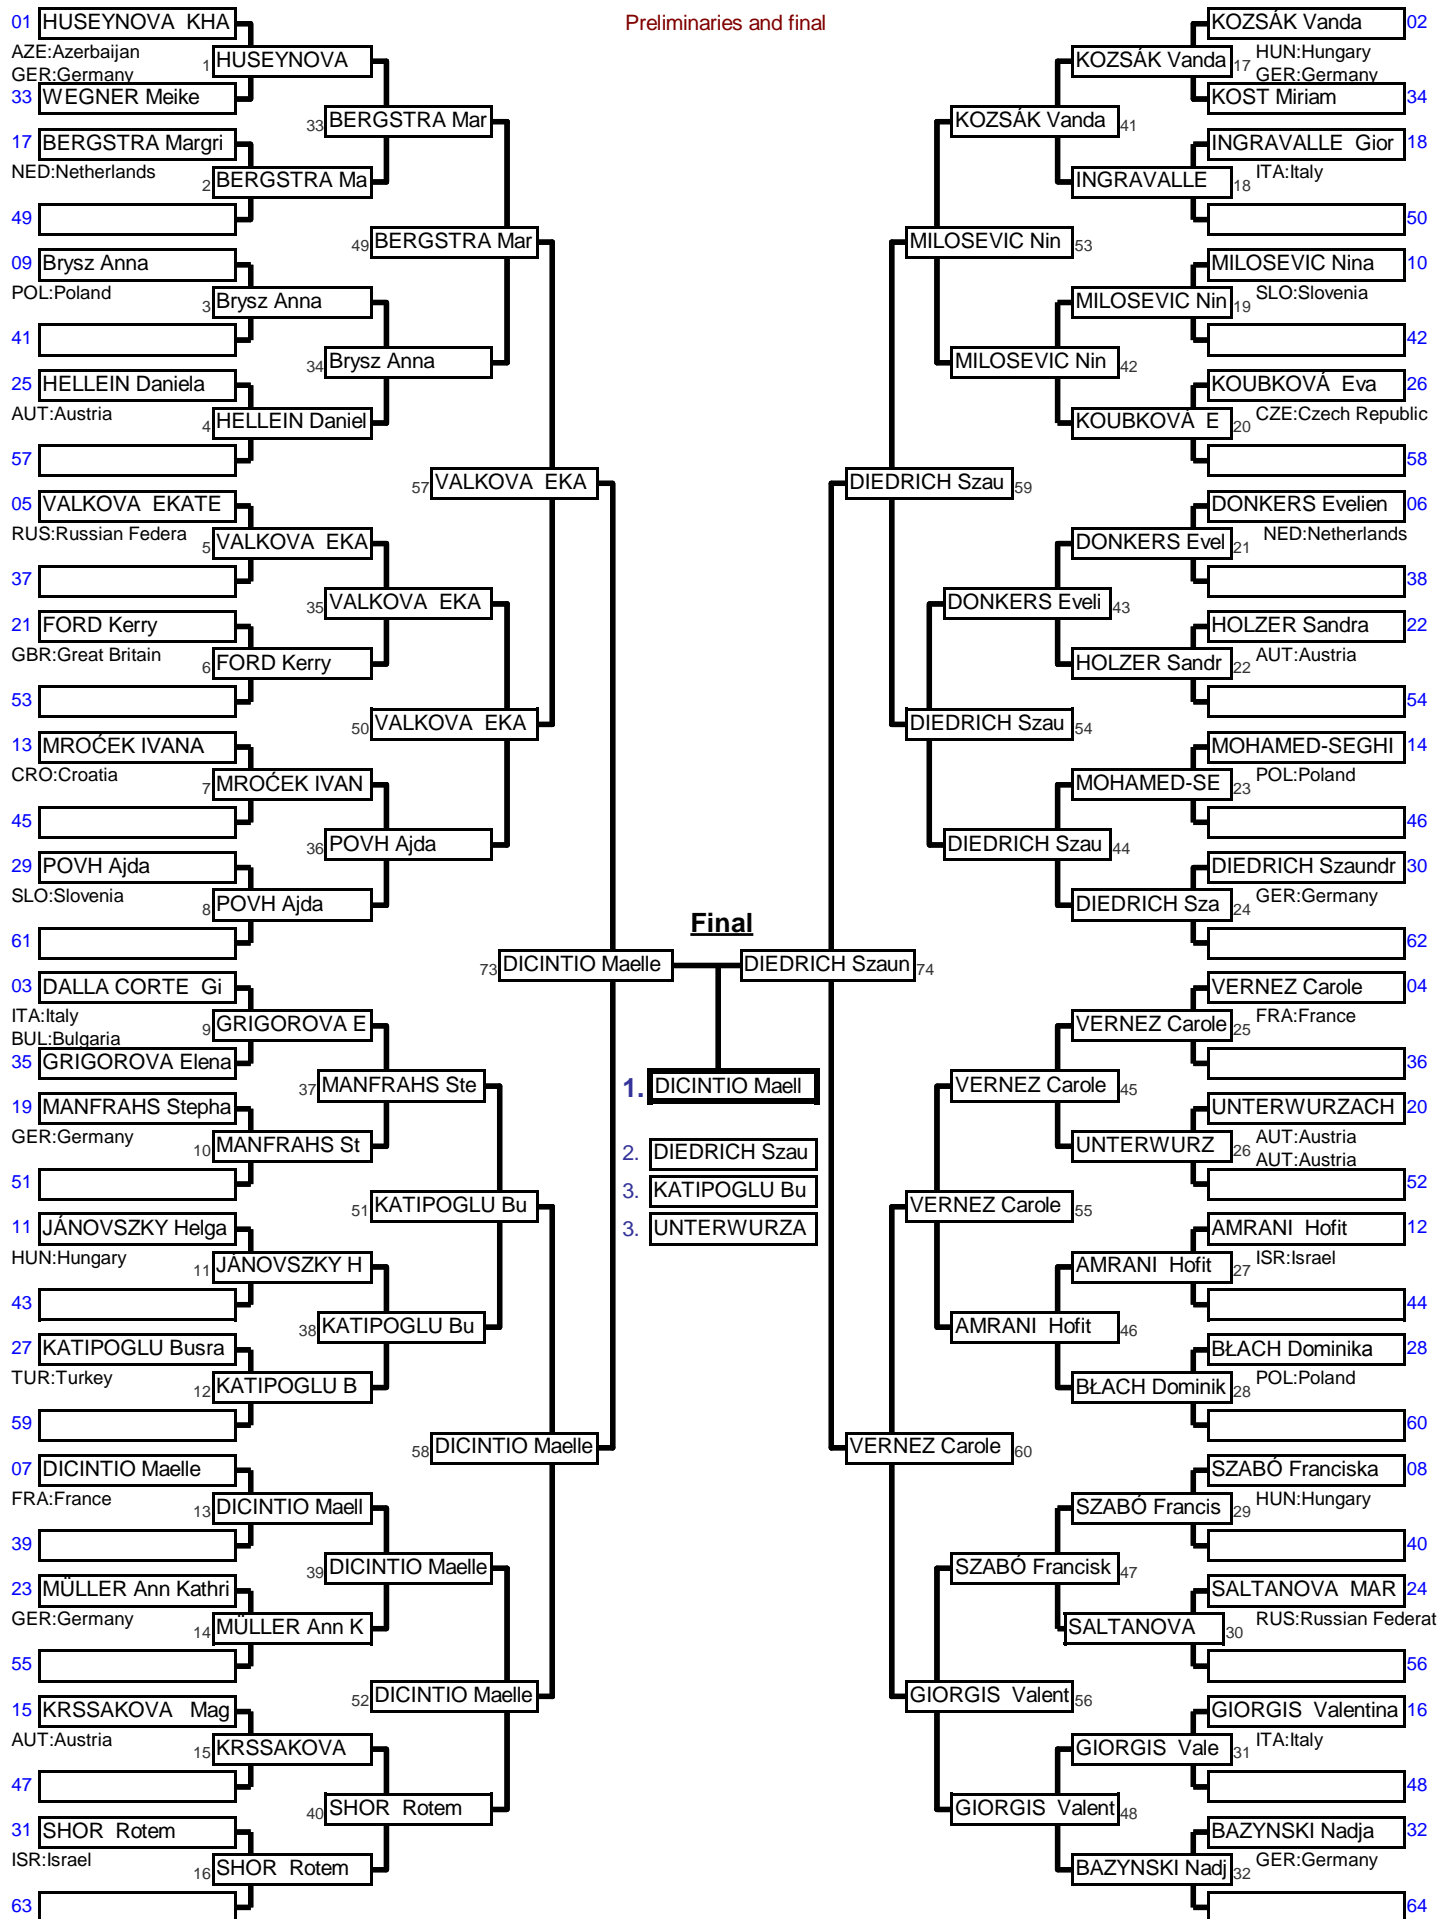 Preliminaries and final
01 HUSEYNOVA KHA
AZE:Azerbaijan
1 HUSEYNOVA
GER:Germany
33 WEGNER Meike
33 BERGSTRA Mar
17 BERGSTRA Margri
NED:Netherlands
2 BERGSTRA Ma
49
49 BERGSTRA Mar
09 Brysz Anna
POL:Poland
3 Brysz Anna
41
34 Brysz Anna
25 HELLEIN Daniela
AUT:Austria
4 HELLEIN Daniel
57
57 VALKOVA EKA
05 VALKOVA EKATE
RUS:Russian Federa
5 VALKOVA EKA
37
35 VALKOVA EKA
21 FORD Kerry
GBR:Great Britain
6 FORD Kerry
53
50 VALKOVA EKA
13 MROĆEK IVANA
CRO:Croatia
7 MROĆEK IVAN
45
36 POVH Ajda
29 POVH Ajda
SLO:Slovenia
8 POVH Ajda
61
73 DICINTIO Maelle
03 DALLA CORTE Gi
ITA:Italy
9 GRIGOROVA E
BUL:Bulgaria
35 GRIGOROVA Elena
37 MANFRAHS Ste
19 MANFRAHS Stepha
GER:Germany
10 MANFRAHS St
51
51 KATIPOGLU Bu
11 JÁNOVSZKY Helga
HUN:Hungary
11 JÁNOVSZKY H
43
38 KATIPOGLU Bu
27 KATIPOGLU Busra
TUR:Turkey
12 KATIPOGLU B
59
58 DICINTIO Maelle
07 DICINTIO Maelle
FRA:France
13 DICINTIO Maell
39
39 DICINTIO Maelle
23 MÜLLER Ann Kathri
GER:Germany
14 MÜLLER Ann K
55
52 DICINTIO Maelle
15 KRSSAKOVA Mag
AUT:Austria
15 KRSSAKOVA
47
40 SHOR Rotem
31 SHOR Rotem
ISR:Israel
16 SHOR Rotem
63
Final
1. DICINTIO Maell
2. DIEDRICH Szau
3. KATIPOGLU Bu
3. UNTERWURZA
KOZSÁK Vanda 02
HUN:Hungary
KOZSÁK Vanda 17
GER:Germany
KOST Miriam 34
KOZSÁK Vanda 41
INGRAVALLE Gior 18
ITA:Italy
INGRAVALLE 18
50
MILOSEVIC Nin 53
MILOSEVIC Nina 10
SLO:Slovenia
MILOSEVIC Nin 19
42
MILOSEVIC Nin 42
KOUBKOVÁ Eva 26
CZE:Czech Republic
KOUBKOVÁ E 20
58
DIEDRICH Szau 59
DONKERS Evelien 06
NED:Netherlands
DONKERS Evel 21
38
DONKERS Eveli 43
HOLZER Sandra 22
AUT:Austria
HOLZER Sandr 22
54
DIEDRICH Szau 54
MOHAMED-SEGHI 14
POL:Poland
MOHAMED-SE 23
46
DIEDRICH Szau 44
DIEDRICH Szaundr 30
GER:Germany
DIEDRICH Sza 24
62
DIEDRICH Szaun 74
VERNEZ Carole 04
FRA:France
VERNEZ Carole 25
36
VERNEZ Carole 45
UNTERWURZACH 20
AUT:Austria
UNTERWURZ 26
AUT:Austria
52
VERNEZ Carole 55
AMRANI Hofit 12
ISR:Israel
AMRANI Hofit 27
44
AMRANI Hofit 46
BŁACH Dominika 28
POL:Poland
BŁACH Dominik 28
60
VERNEZ Carole 60
SZABÓ Franciska 08
HUN:Hungary
SZABÓ Francis 29
40
SZABÓ Francisk 47
SALTANOVA MAR 24
RUS:Russian Federat
SALTANOVA 30
56
GIORGIS Valent 56
GIORGIS Valentina 16
ITA:Italy
GIORGIS Vale 31
48
GIORGIS Valent 48
BAZYNSKI Nadja 32
GER:Germany
BAZYNSKI Nadj 32
64